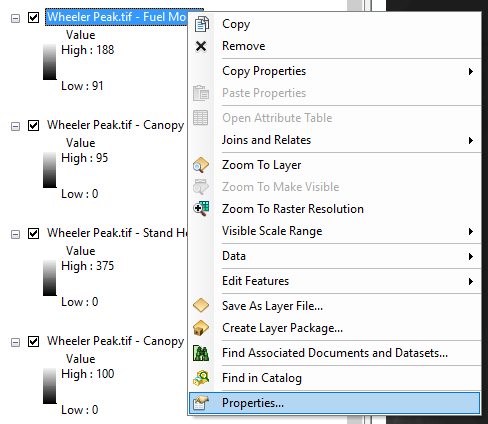 Wheeler Peak.tif - Fuel Mo
Value
High : 188
Low : 91
Wheeler Peak.tif - Canopy
Value
High : 95
Low : 0
Wheeler Peak.tif - Stand He
Value
High : 375
Low : 0
Wheeler Peak.tif - Canopy
Value
High : 100
Low : 0
Copy
Remove
Copy Properties
Paste Properties
Open Attribute Table
Joins and Relates
Zoom To Layer
Zoom To Make Visible
Zoom To Raster Resolution
Visible Scale Range
Data
Edit Features
Save As Layer File...
Create Layer Package...
Find Associated Documents and Datasets...
Find in Catalog
Properties...